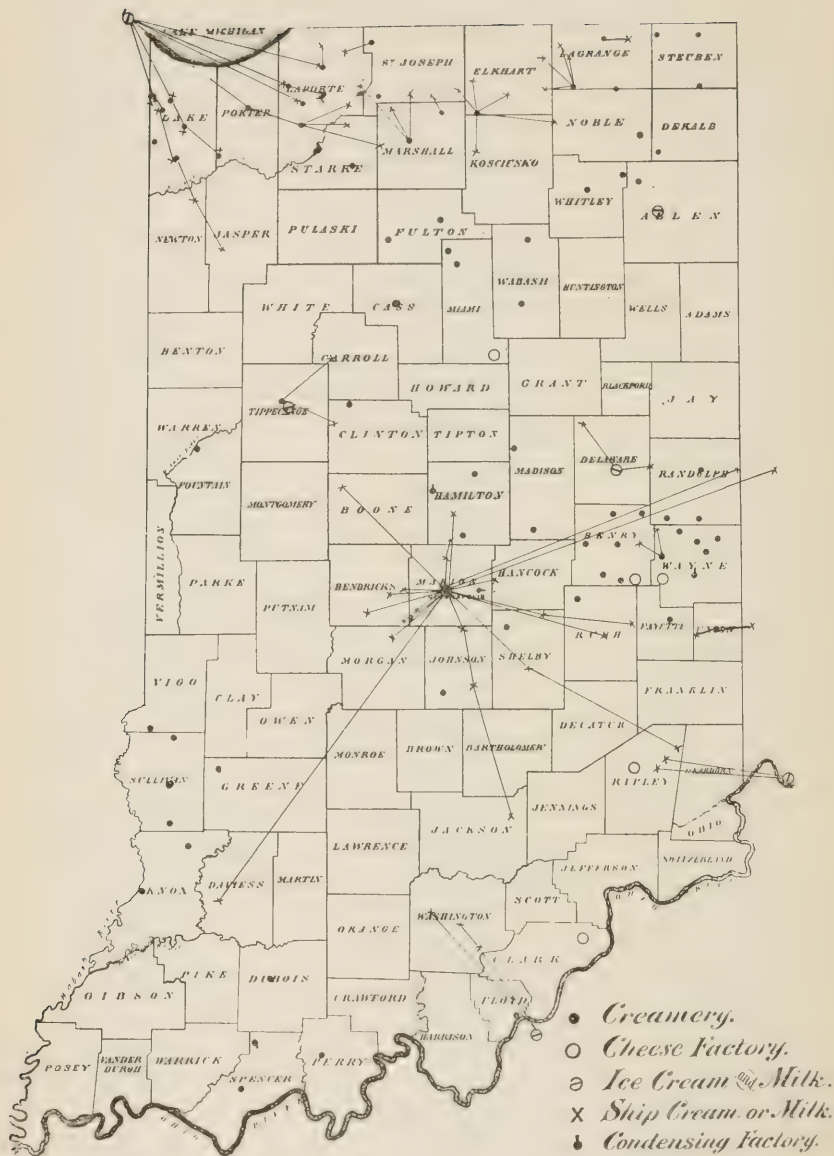 LAKE MICHIGAN
ST JOSEPH
ELKHART
LAGRANGE
STEUBEN
LAPORTE
LAKE
PORTER
NOBLE
DEKALB
MARSHALL
STARKE
KOSCIUSKO
WHITLEY
ALLEN
NEWTON
JASPER
PULASKI
FULTON
WABASH
HUNTINGTON
WHITE
CASS
MIAMI
WELLS
ADAMS
BENTON
CARROLL
HOWARD
GRANT
BLACKFORD
JAY
TIPPECANOE
WARREN
CLINTON
TIPTON
DELAWARE
MADISON
RANDOLPH
FOUNTAIN
MONTGOMERY
BOONE
HAMILTON
HENRY
VERMILLION
WAYNE
PARKE
HENDRICKS
MARION
HANCOCK
PUTNAM
RUSH
FAYETTE
UNION
MORGAN
JOHNSON
SHELBY
VIGO
CLAY
FRANKLIN
OWEN
DECATUR
MONROE
BROWN
BARTHOLOMEW
SULLIVAN
GREENE
RIPLEY
DEARBORN
JENNINGS
JACKSON
OHIO
LAWRENCE
JEFFERSON
SWITZERLAND
KNOX
DAVIESS
MARTIN
SCOTT
WASHINGTON
ORANGE
CLARK
PIKE
DUBOIS
GIBSON
CRAWFORD
FLOYD
HARRISON
POSEY
VANDERBURGH
WARRICK
PERRY
SPENCER
OHIO
Creamery.
Cheese Factory.
Ice Cream and Milk.
Ship Cream or Milk.
Condensing Factory.